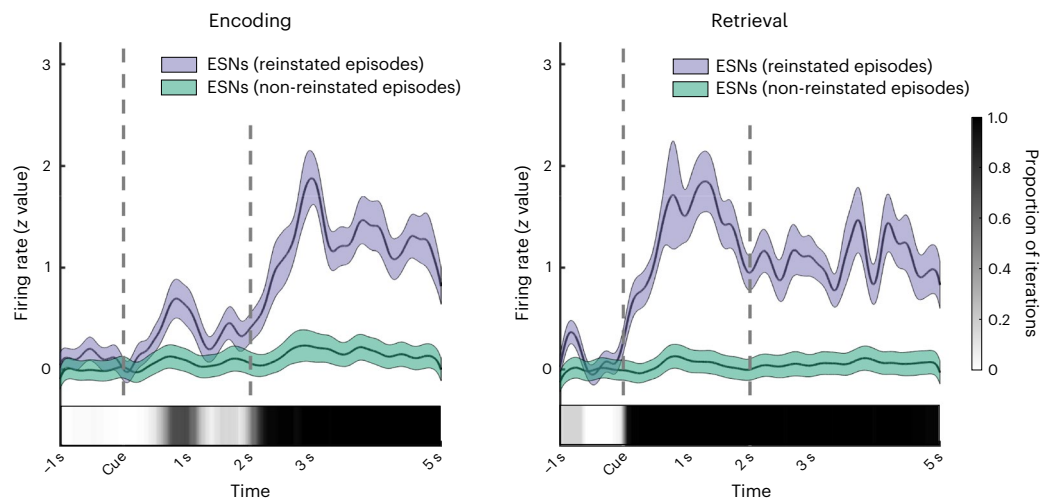 Encoding
Retrieval
3
2
1
0
Firing rate (z value)
ESNs (reinstated episodes)
ESNs (non-reinstated episodes)
–1 s
Cue
1 s
2 s
3 s
5 s
Time
3
2
1
0
Firing rate (z value)
ESNs (reinstated episodes)
ESNs (non-reinstated episodes)
–1 s
Cue
1 s
2 s
3 s
5 s
Time
1.0
0.8
0.6
0.4
0.2
0
Proportion of iterations